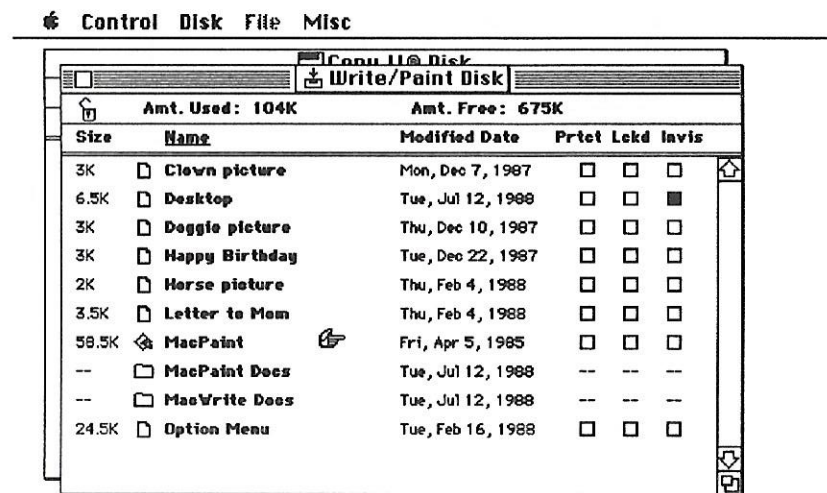 Control Disk File Misc
Copy II® Disk
Write/Paint Disk
Amt. Used: 104K Amt. Free: 675K
Size Name Modified Date Prtct Lckd Invis
3K Clown picture Mon, Dec 7, 1987
6.5K Desktop Tue, Jul 12, 1988
3K Doggie picture Thu, Dec 10, 1987
3K Happy Birthday Tue, Dec 22, 1987
2K Horse picture Thu, Feb 4, 1988
3.5K Letter to Mom Thu, Feb 4, 1988
58.5K MacPaint Fri, Apr 5, 1985
-- MacPaint Docs Tue, Jul 12, 1988 -- -- --
-- MacWrite Docs Tue, Jul 12, 1988 -- -- --
24.5K Option Menu Tue, Feb 16, 1988